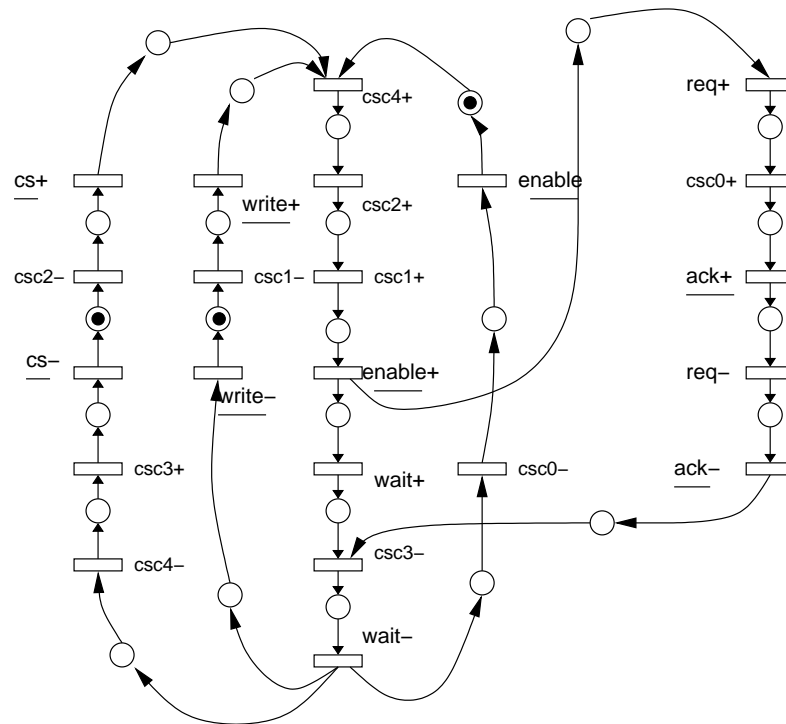 csc4+
req+
cs+
write+
csc2+
enable
csc0+
csc2−
csc1−
csc1+
ack+
cs−
write−
enable+
req−
csc3+
wait+
csc0−
ack−
csc4−
csc3−
wait−